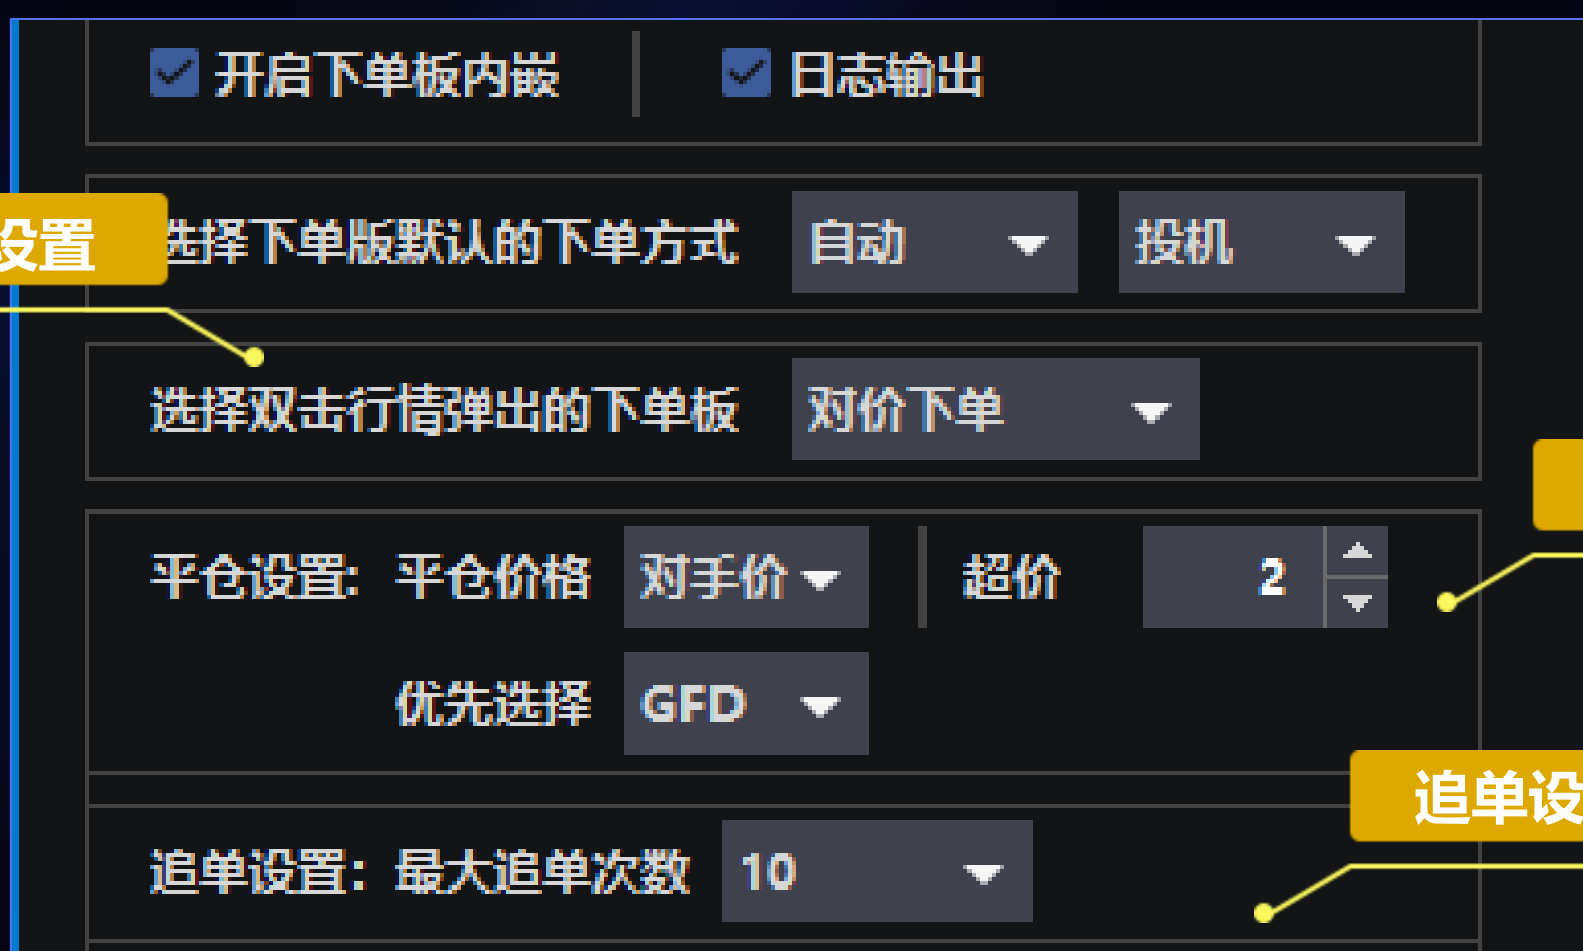 开启下单板内嵌 日志输出
设置
选择下单版默认的下单方式 自动 投机
选择双击行情弹出的下单板 对价下单
平仓设置: 平仓价格 对手价 超价 2
优先选择 GFD
追单设
追单设置: 最大追单次数 10